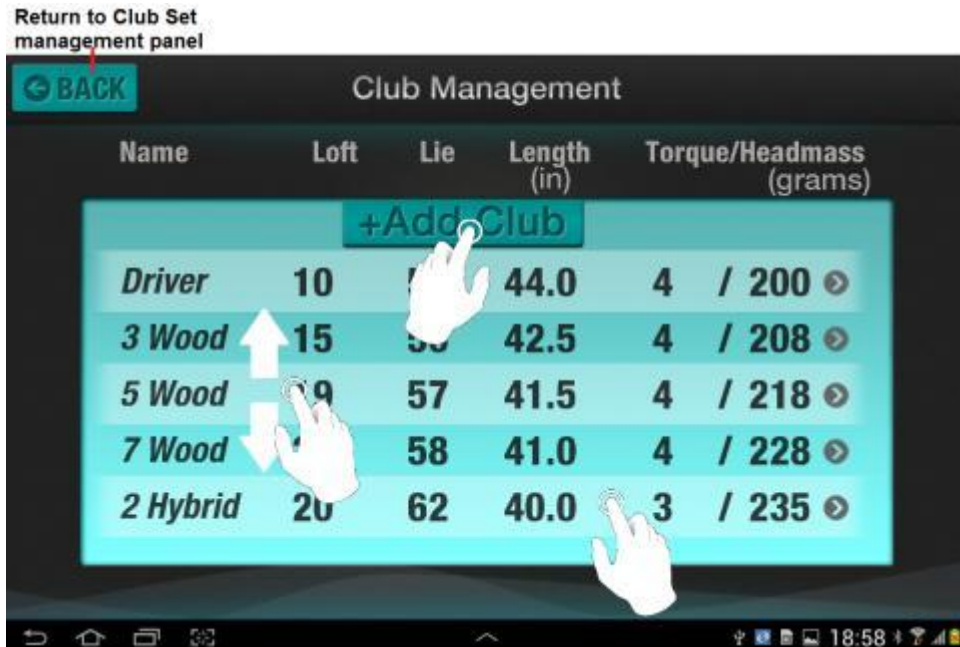 Return to Club Set
management panel
BACK
Club Management
Name Loft Lie Length Torque/Headmass
(in) (grams)
+Add Club
Driver 10 44.0 4 / 200
3 Wood 15 42.5 4 / 208
5 Wood 57 41.5 4 / 218
7 Wood 58 41.0 4 / 228
2 Hybrid 20 62 40.0 3 / 235
18:58